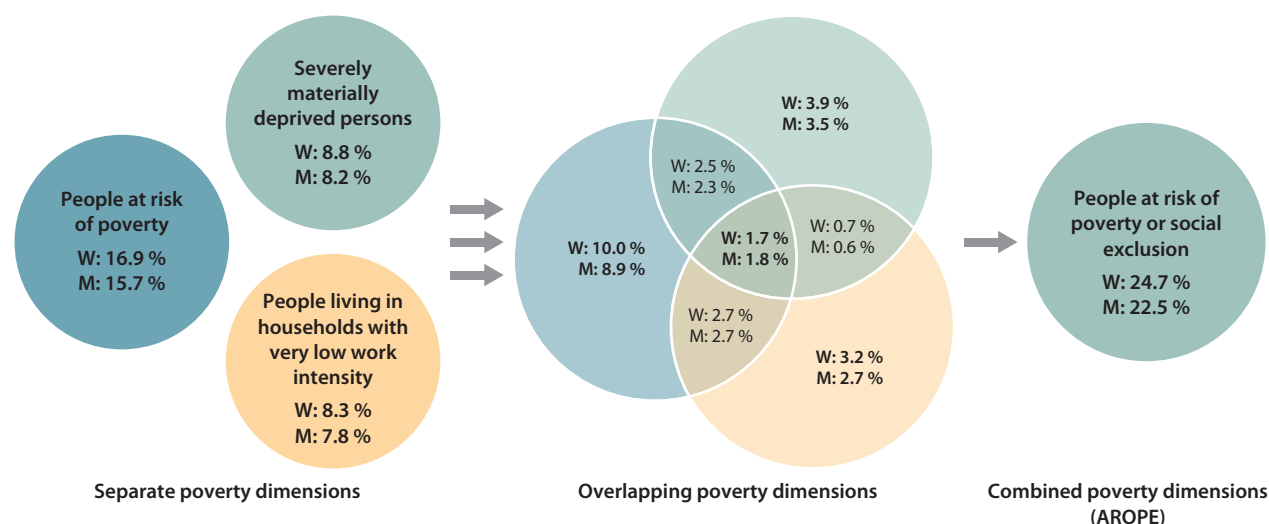 Severely
materially
deprived persons
W: 8.8 %
M: 8.2 %
People at risk
of poverty
W: 16.9 %
M: 15.7 %
People living in
households with
very low work
intensity
W: 8.3 %
M: 7.8 %
Separate poverty dimensions
W: 3.9 %
M: 3.5 %
W: 2.5 %
M: 2.3 %
W: 10.0 %
M: 8.9 %
W: 1.7 %
M: 1.8 %
W: 0.7 %
M: 0.6 %
W: 2.7 %
M: 2.7 %
W: 3.2 %
M: 2.7 %
Overlapping poverty dimensions
People at risk of
poverty or social
exclusion
W: 24.7 %
M: 22.5 %
Combined poverty dimensions
(AROPE)